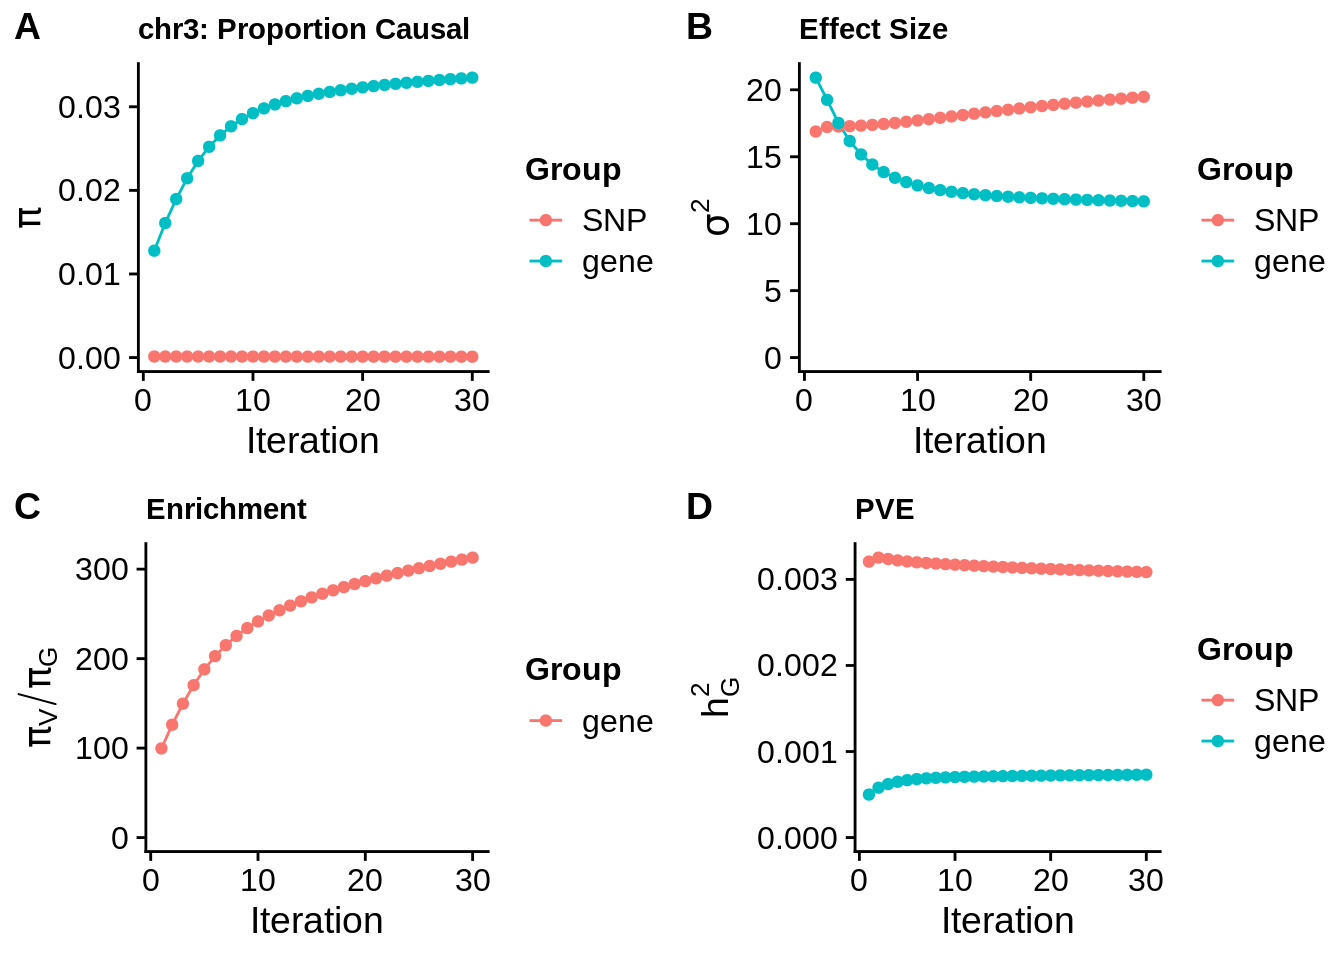 A
chr3: Proportion Causal
π
0.03
0.02
0.01
0.00
0 10 20 30
Iteration
Group
SNP
gene
B
Effect Size
σ²
20
15
10
5
0
0 10 20 30
Iteration
Group
SNP
gene
C
Enrichment
π_V/π_G
300
200
100
0
0 10 20 30
Iteration
Group
gene
D
PVE
h²_G
0.003
0.002
0.001
0.000
0 10 20 30
Iteration
Group
SNP
gene